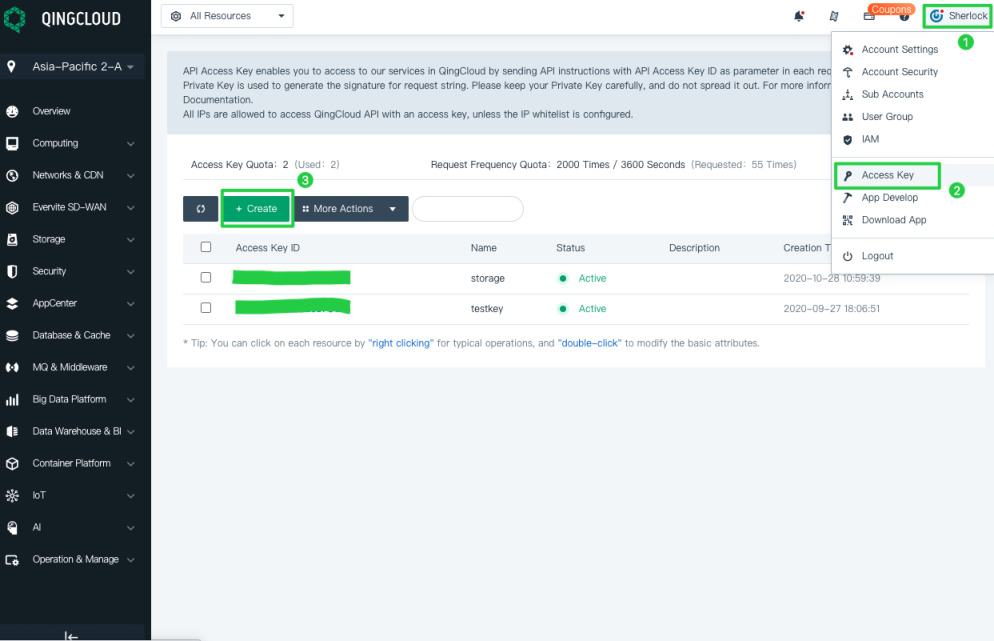 QINGCLOUD
All Resources
Coupons
Sherlock
1
Asia-Pacific 2-A
Overview
Computing
Networks & CDN
Evervite SD-WAN
Storage
Security
AppCenter
Database & Cache
MQ & Middleware
Big Data Platform
Data Warehouse & BI
Container Platform
IoT
AI
Operation & Manage
Account Settings
Account Security
Sub Accounts
User Group
IAM
Access Key
2
App Develop
Download App
Logout
API Access Key enables you to access to our services in QingCloud by sending API instructions with API Access Key ID as parameter in each
Private Key is used to generate the signature for request string. Please keep your Private Key carefully, and do not spread it out. For more
Documentation.
All IPs are allowed to access QingCloud API with an access key, unless the IP whitelist is configured.
Access Key Quota: 2 (Used: 2) Request Frequency Quota: 2000 Times / 3600 Seconds (Requested: 55 Times)
3
+ Create More Actions
Access Key ID Name Status Description Creation
storage Active 2020-10-28 10:59:39
testkey Active 2020-09-27 18:06:51
* Tip: You can click on each resource by "right clicking" for typical operations, and "double-click" to modify the basic attributes.